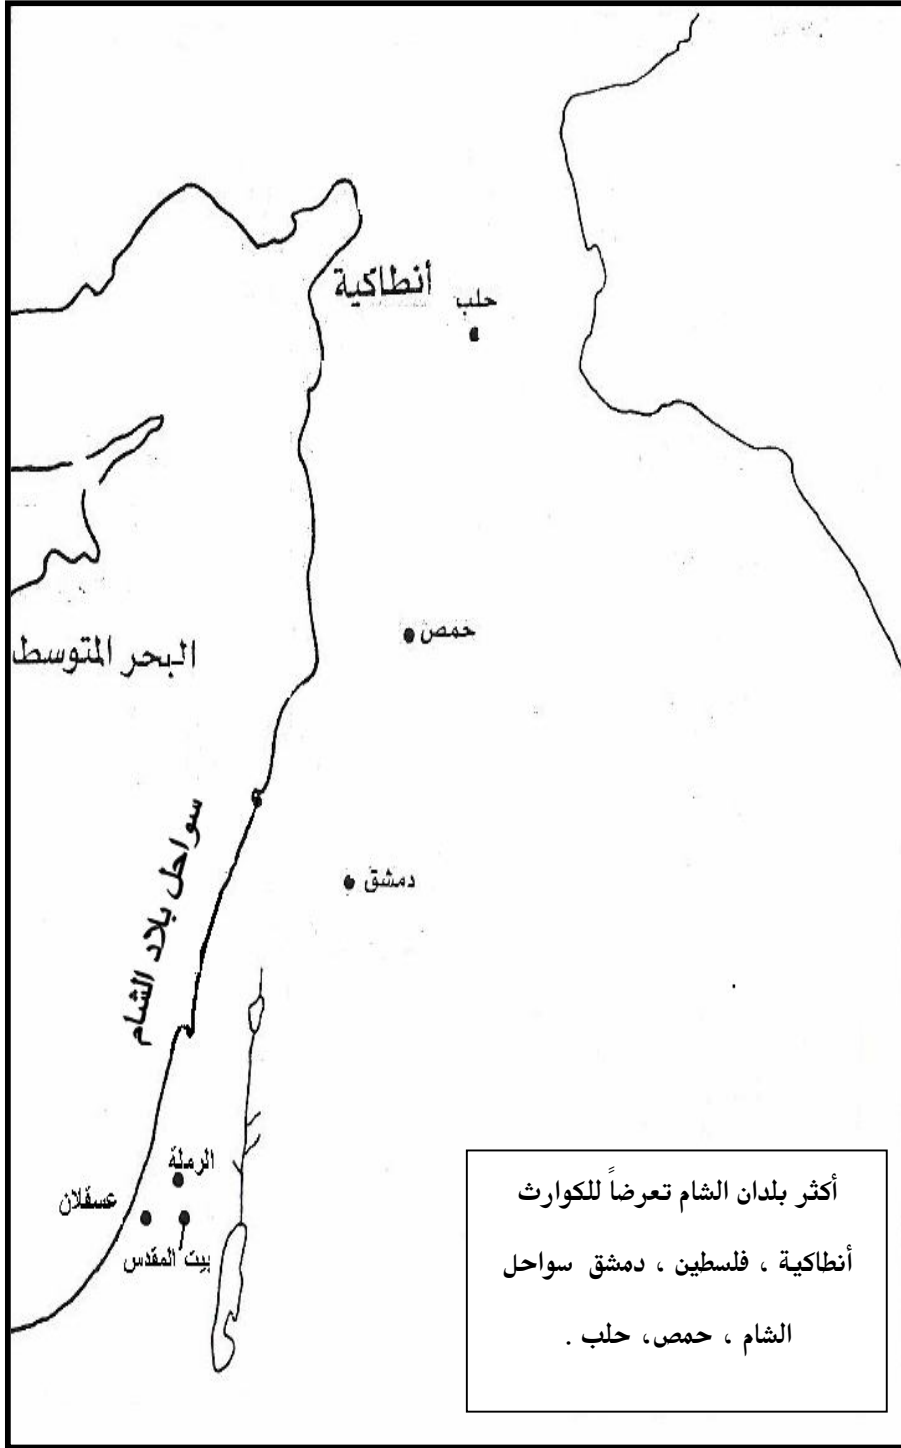 أنطاكية
حلب
حمص
البحر المتوسط
سواحل بلاد الشام
دمشق
الرملة
عسقلان
بيت المقدس
أكثر بلدان الشام تعرضاً للكوارث
أنطاكية ، فلسطين ، دمشق سواحل
الشام ، حمص، حلب .